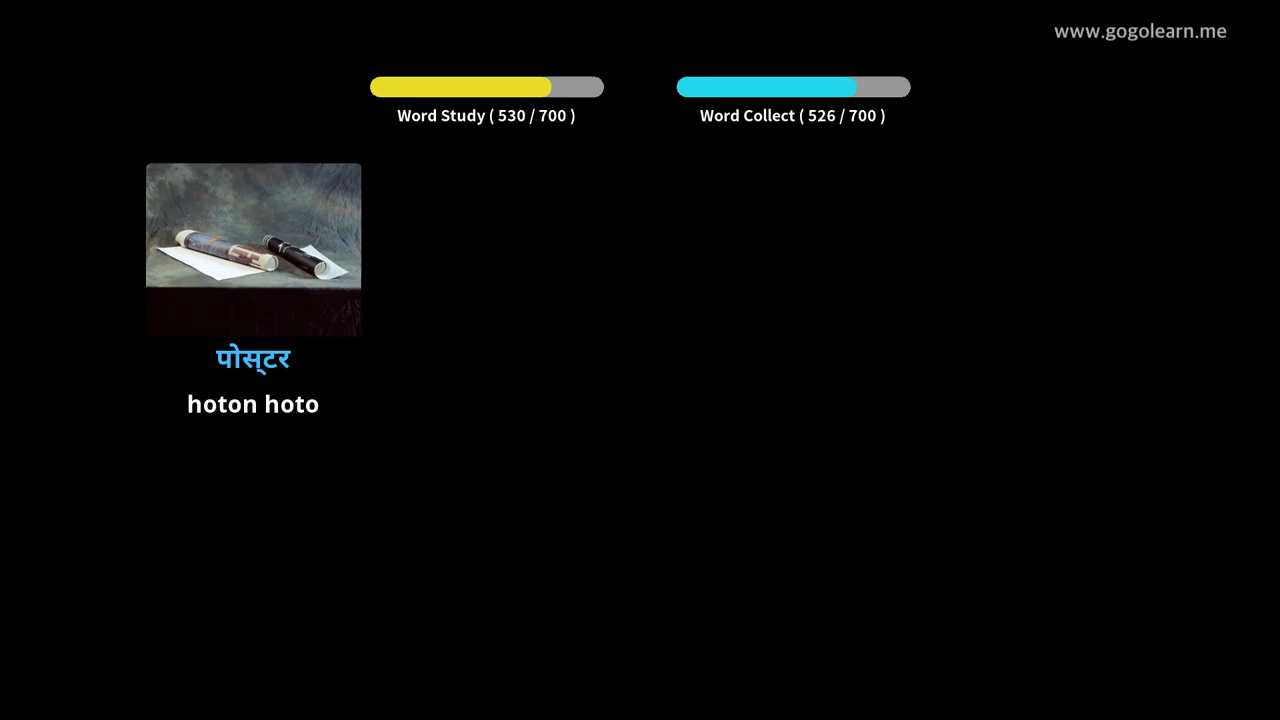 www.gogolearn.me
Word Study ( 530 / 700 )
Word Collect ( 526 / 700 )
पोस्‌टर
hoton hoto